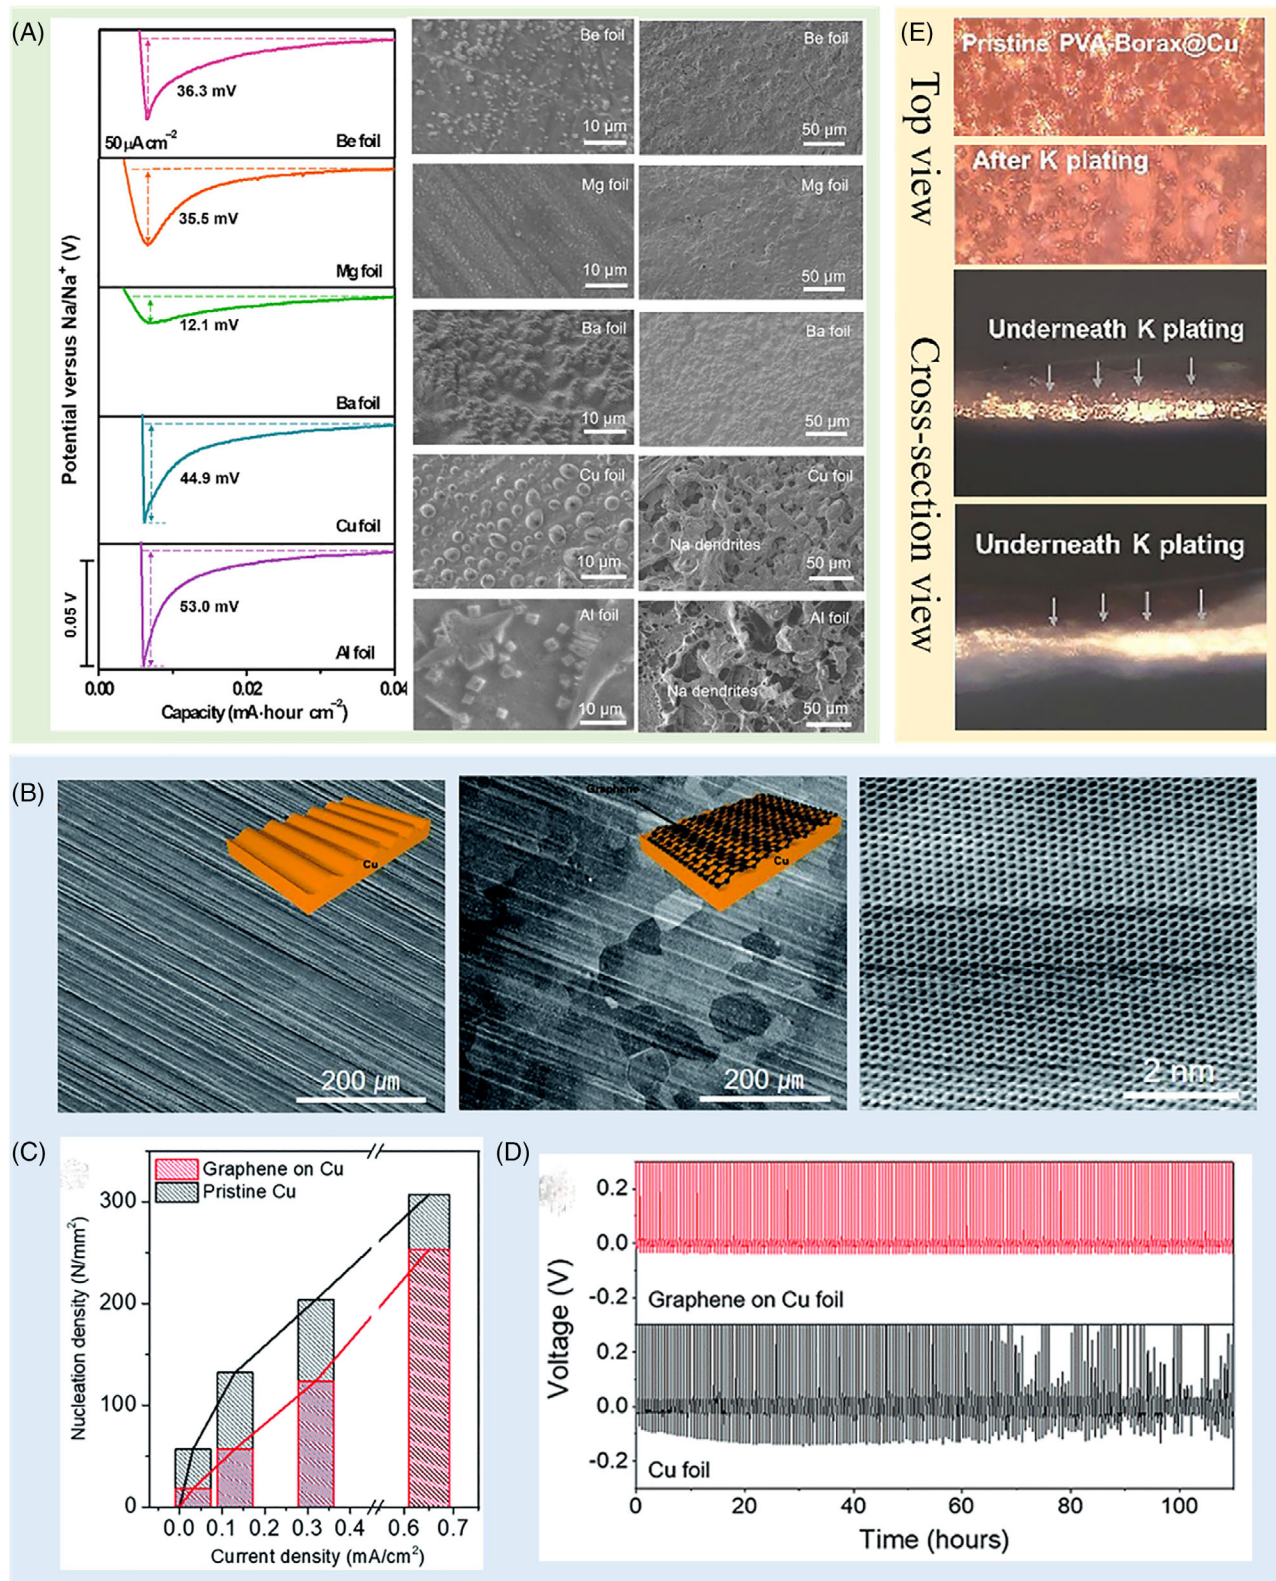 (A)
Potential versus Na/Na⁺ (V)
36.3 mV
50 μA cm⁻²
Be foil
35.5 mV
Mg foil
12.1 mV
Ba foil
44.9 mV
Cu foil
53.0 mV
Al foil
0.05 V
0.00
0.02
0.04
Capacity (mA·hour cm⁻²)
Be foil
10 μm
Be foil
50 μm
Mg foil
10 μm
Mg foil
50 μm
Ba foil
10 μm
Ba foil
50 μm
Cu foil
10 μm
Cu foil
Na dendrites
50 μm
Al foil
10 μm
Al foil
Na dendrites
50 μm
(E)
Top view
Pristine PVA-Borax@Cu
After K plating
Cross-section view
Underneath K plating
Underneath K plating
(B)
Cu
200 μm
Graphene
Cu
200 μm
2 nm
(C)
Graphene on Cu
Pristine Cu
Nucleation density (N/mm²)
300
200
100
0
0.0 0.1 0.2 0.3 0.4 0.6 0.7
Current density (mA/cm²)
(D)
Voltage (V)
0.2
0.0
-0.2
Graphene on Cu foil
0.2
0.0
-0.2
Cu foil
0 20 40 60 80 100
Time (hours)